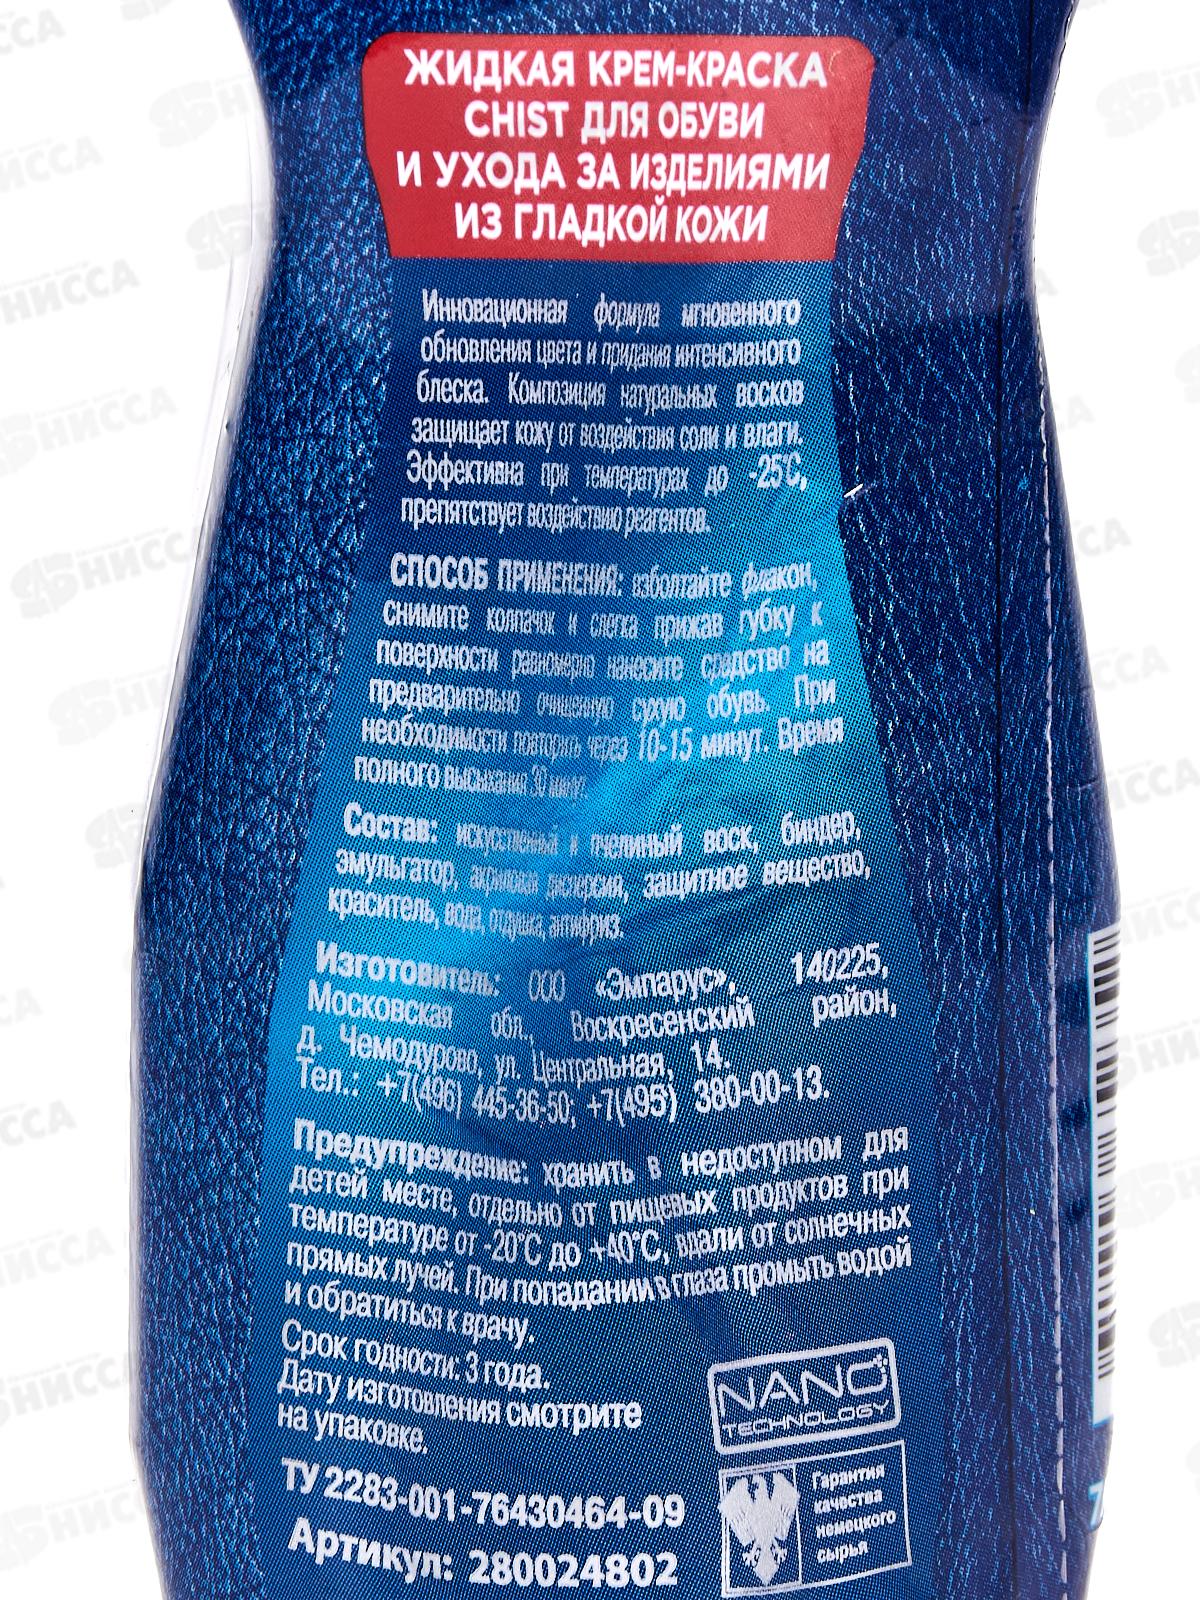 ЖИДКАЯ КРЕМ-КРАСКА
CHIST ДЛЯ ОБУВИ
И УХОДА ЗА ИЗДЕЛИЯМИ
ИЗ ГЛАДКОЙ КОЖИ
Инновационная формула мгновенного
обновления цвета и придания интенсивного
блеска. Композиция натуральных восков
защищает кожу от воздействия соли и влаги.
Эффективна при температурах до -25°С,
препятствует воздействию реагентов.
СПОСОБ ПРИМЕНЕНИЯ: взболтайте флакон,
снимите колпачок и слегка прижав губку к
поверхности равномерно нанесите средство на
предварительно очищенную сухую обувь. При
необходимости повторить через 10-15 минут. Время
полного высыхания 30 минут.
Состав: искусственный и пчелиный воск, биндер,
эмульгатор, акриловая дисперсия, защитное вещество,
краситель, вода, отдушка, антифриз.
Изготовитель: ООО «Эмпарус», 140225,
Московская обл., Воскресенский район,
д. Чемодурово, ул. Центральная, 14.
Тел.: +7(496) 445-36-50; +7(495) 380-00-13.
Предупреждение: хранить в недоступном для
детей месте, отдельно от пищевых продуктов при
температуре от -20°С до +40°С, вдали от солнечных
прямых лучей. При попадании в глаза промыть водой
и обратиться к врачу.
Срок годности: 3 года.
Дату изготовления смотрите
на упаковке.
ТУ 2283-001-76430464-09
Артикул: 280024802
NANO+
TECHNOLOGY
Гарантия
качества
немецкого
сырья
НИССА